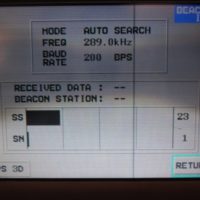 BEACO
MODE AUTO SEARCH
FREQ 289.0kHz
BAUD RATE 200 BPS
RECEIVED DATA : --
BEACON STATION: --
SS 23
SN 1
PS 3D
RETU